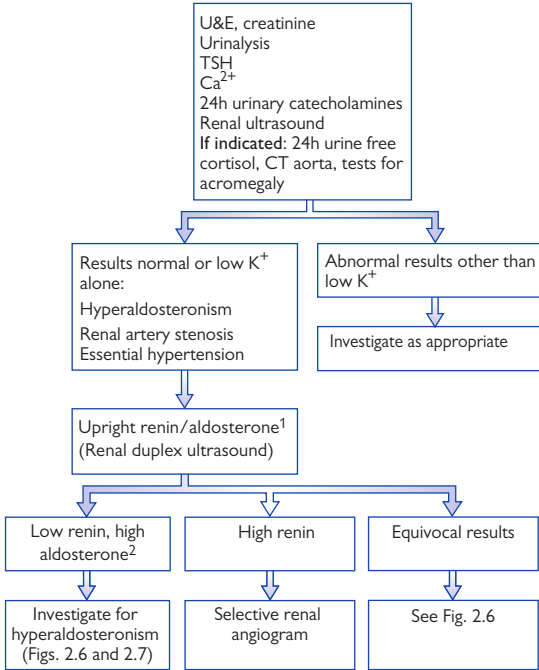 U&E, creatinine
Urinalysis
TSH
Ca²⁺
24h urinary catecholamines
Renal ultrasound
If indicated: 24h urine free
cortisol, CT aorta, tests for
acromegaly
Results normal or low K⁺
alone:
Hyperaldosteronism
Renal artery stenosis
Essential hypertension
Abnormal results other than
low K⁺
Investigate as appropriate
Upright renin/aldosterone¹
(Renal duplex ultrasound)
Low renin, high
aldosterone²
High renin
Equivocal results
Investigate for
hyperaldosteronism
(Figs. 2.6 and 2.7)
Selective renal
angiogram
See Fig. 2.6